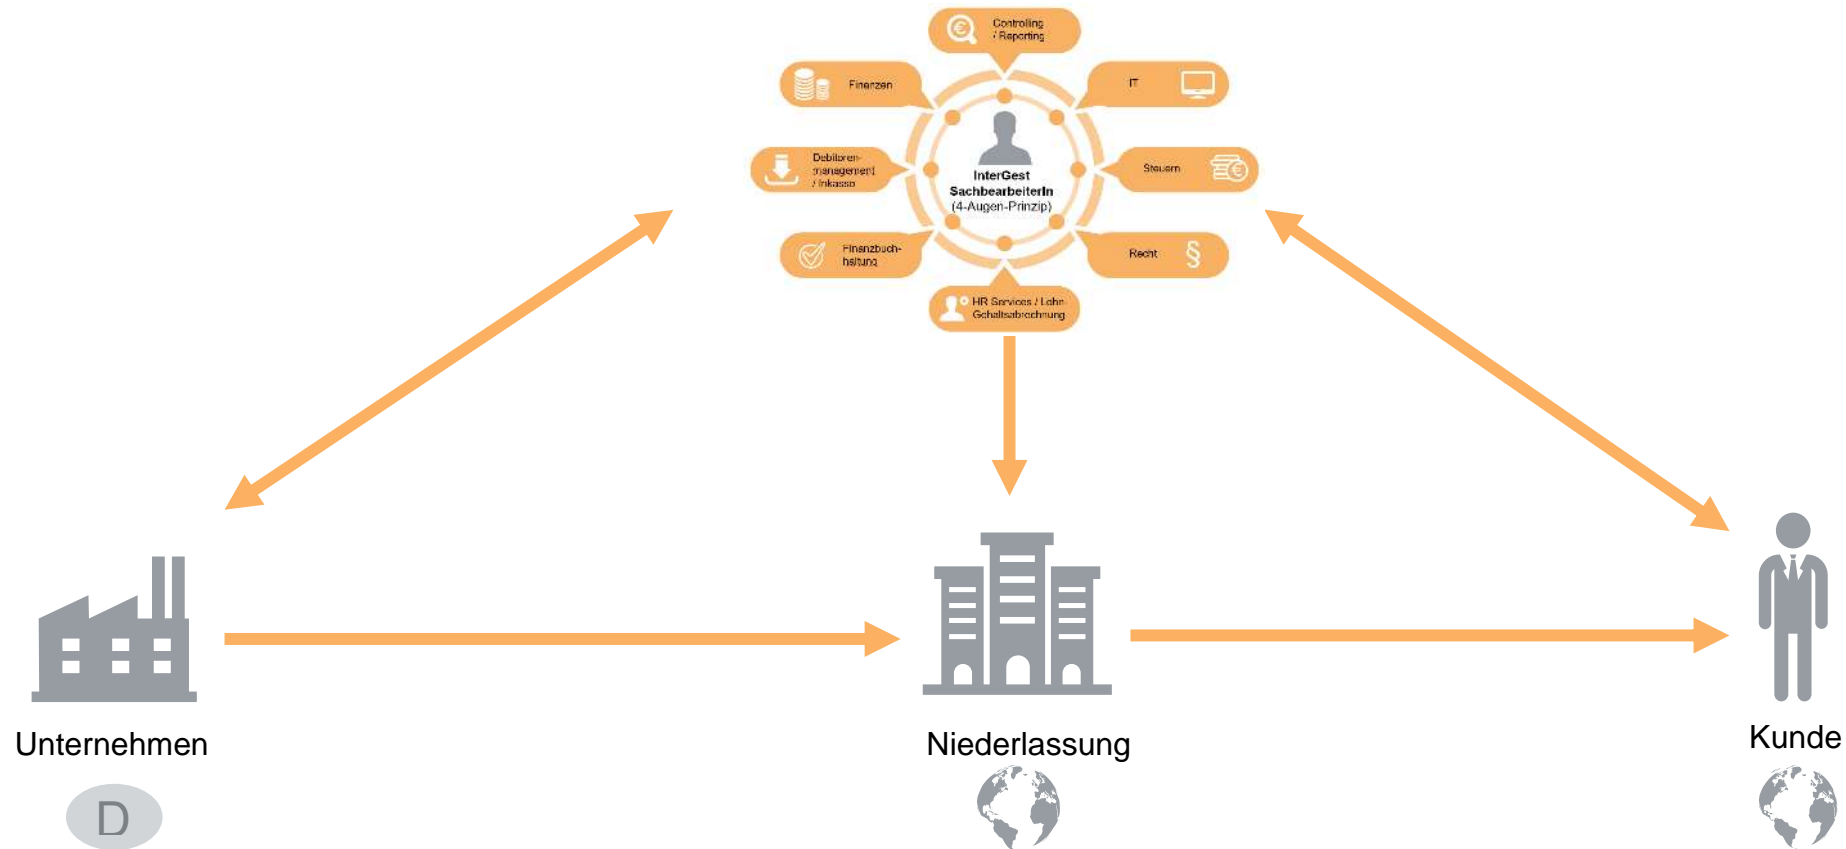 Controlling
/ Reporting
Finanzen
IT
Debitoren-
management
/ Inkasso
InterGest
SachbearbeiterIn
(4-Augen-Prinzip)
Steuern
Finanzbuch-
haltung
Recht
§
HR Services / Lohn-
Gehaltsabrechnung
Unternehmen
Niederlassung
Kunde
D